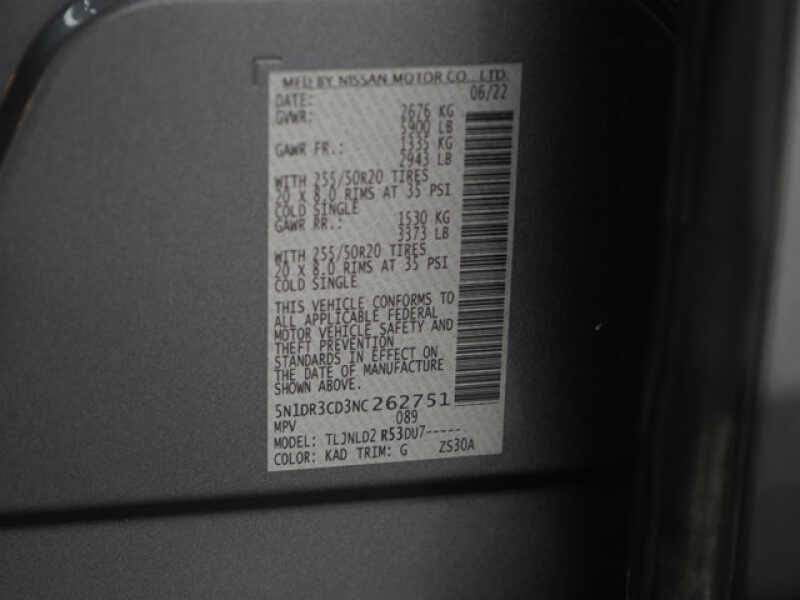 MFD BY NISSAN MOTOR CO., LTD.
DATE: 06/22
GVWR: 2676 KG
5900 LB
GAWR FR.: 1335 KG
2943 LB
WITH 255/50R20 TIRES
20 X 8.0 RIMS AT 35 PSI
COLD SINGLE
GAWR RR.: 1530 KG
3373 LB
WITH 255/50R20 TIRES
20 X 8.0 RIMS AT 35 PSI
COLD SINGLE
THIS VEHICLE CONFORMS TO
ALL APPLICABLE FEDERAL
MOTOR VEHICLE SAFETY AND
THEFT PREVENTION
STANDARDS IN EFFECT ON
THE DATE OF MANUFACTURE
SHOWN ABOVE.
5N1DR3CD3NC262751
MPV 089
MODEL: TLJNLD2 R53DU7-----
COLOR: KAD TRIM: G ZS30A